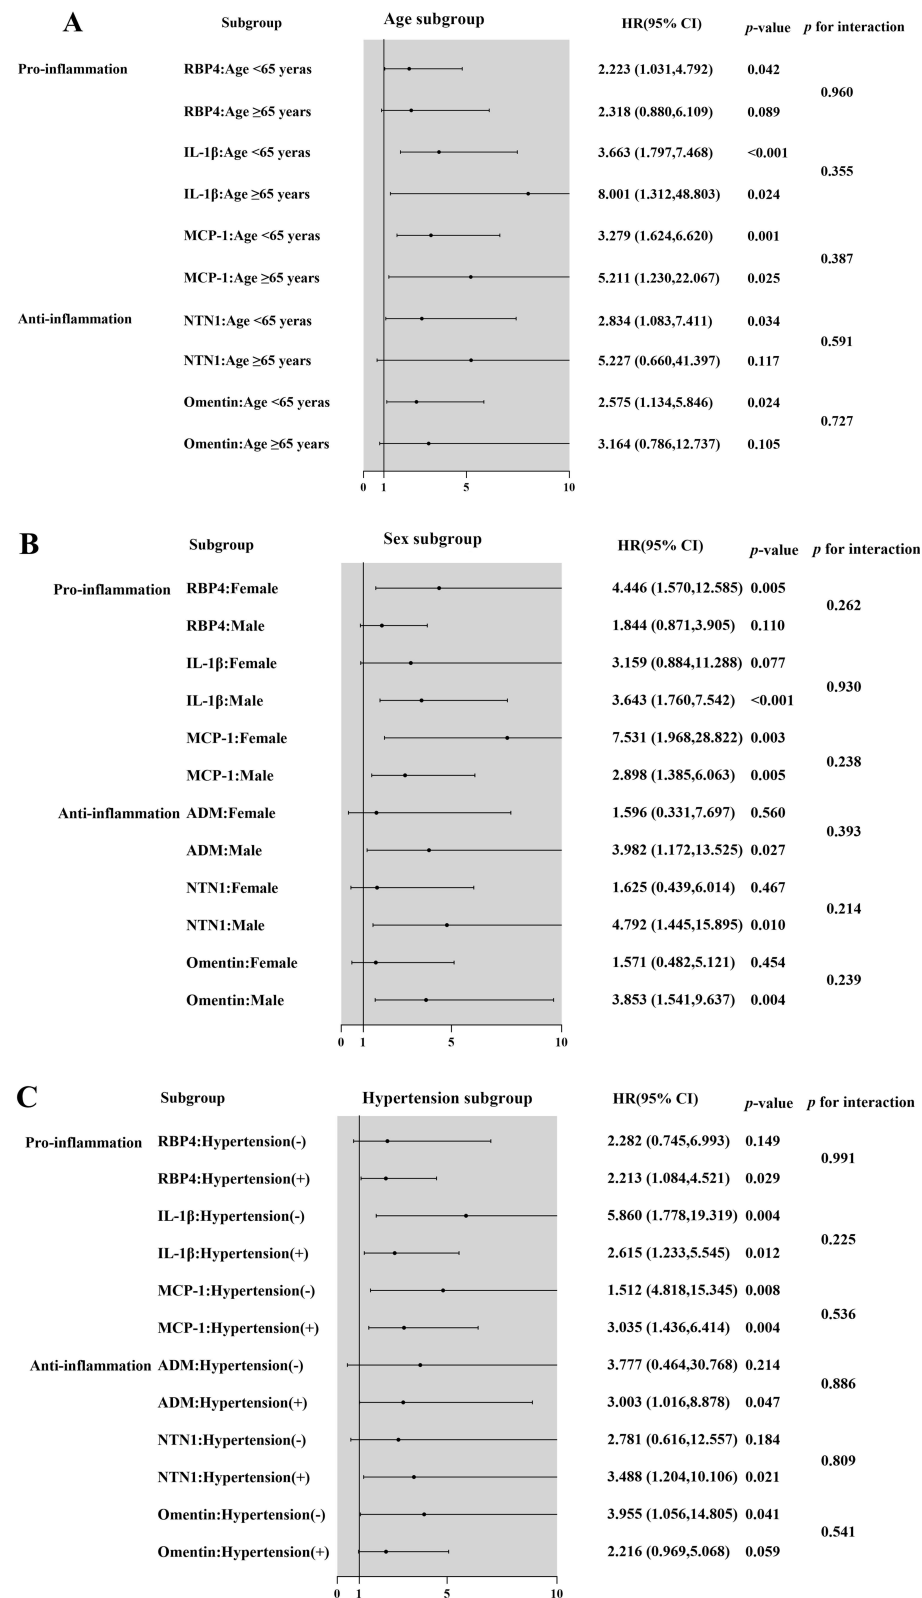 A Subgroup Age subgroup HR(95% CI) p-value p for interaction
Pro-inflammation RBP4:Age <65 yeras 2.223 (1.031,4.792) 0.042
0.960
RBP4:Age ≥65 years 2.318 (0.880,6.109) 0.089
IL-1β:Age <65 yeras 3.663 (1.797,7.468) <0.001
0.355
IL-1β:Age ≥65 years 8.001 (1.312,48.803) 0.024
MCP-1:Age <65 yeras 3.279 (1.624,6.620) 0.001
0.387
MCP-1:Age ≥65 years 5.211 (1.230,22.067) 0.025
Anti-inflammation NTN1:Age <65 yeras 2.834 (1.083,7.411) 0.034
0.591
NTN1:Age ≥65 years 5.227 (0.660,41.397) 0.117
Omentin:Age <65 yeras 2.575 (1.134,5.846) 0.024
0.727
Omentin:Age ≥65 years 3.164 (0.786,12.737) 0.105
0 1 5 10
B Subgroup Sex subgroup HR(95% CI) p-value p for interaction
Pro-inflammation RBP4:Female 4.446 (1.570,12.585) 0.005
0.262
RBP4:Male 1.844 (0.871,3.905) 0.110
IL-1β:Female 3.159 (0.884,11.288) 0.077
0.930
IL-1β:Male 3.643 (1.760,7.542) <0.001
MCP-1:Female 7.531 (1.968,28.822) 0.003
0.238
MCP-1:Male 2.898 (1.385,6.063) 0.005
Anti-inflammation ADM:Female 1.596 (0.331,7.697) 0.560
0.393
ADM:Male 3.982 (1.172,13.525) 0.027
NTN1:Female 1.625 (0.439,6.014) 0.467
0.214
NTN1:Male 4.792 (1.445,15.895) 0.010
Omentin:Female 1.571 (0.482,5.121) 0.454
0.239
Omentin:Male 3.853 (1.541,9.637) 0.004
0 1 5 10
C Subgroup Hypertension subgroup HR(95% CI) p-value p for interaction
Pro-inflammation RBP4:Hypertension(-) 2.282 (0.745,6.993) 0.149
0.991
RBP4:Hypertension(+) 2.213 (1.084,4.521) 0.029
IL-1β:Hypertension(-) 5.860 (1.778,19.319) 0.004
0.225
IL-1β:Hypertension(+) 2.615 (1.233,5.545) 0.012
MCP-1:Hypertension(-) 1.512 (4.818,15.345) 0.008
0.536
MCP-1:Hypertension(+) 3.035 (1.436,6.414) 0.004
Anti-inflammation ADM:Hypertension(-) 3.777 (0.464,30.768) 0.214
0.886
ADM:Hypertension(+) 3.003 (1.016,8.878) 0.047
NTN1:Hypertension(-) 2.781 (0.616,12.557) 0.184
0.809
NTN1:Hypertension(+) 3.488 (1.204,10.106) 0.021
Omentin:Hypertension(-) 3.955 (1.056,14.805) 0.041
0.541
Omentin:Hypertension(+) 2.216 (0.969,5.068) 0.059
0 1 5 10